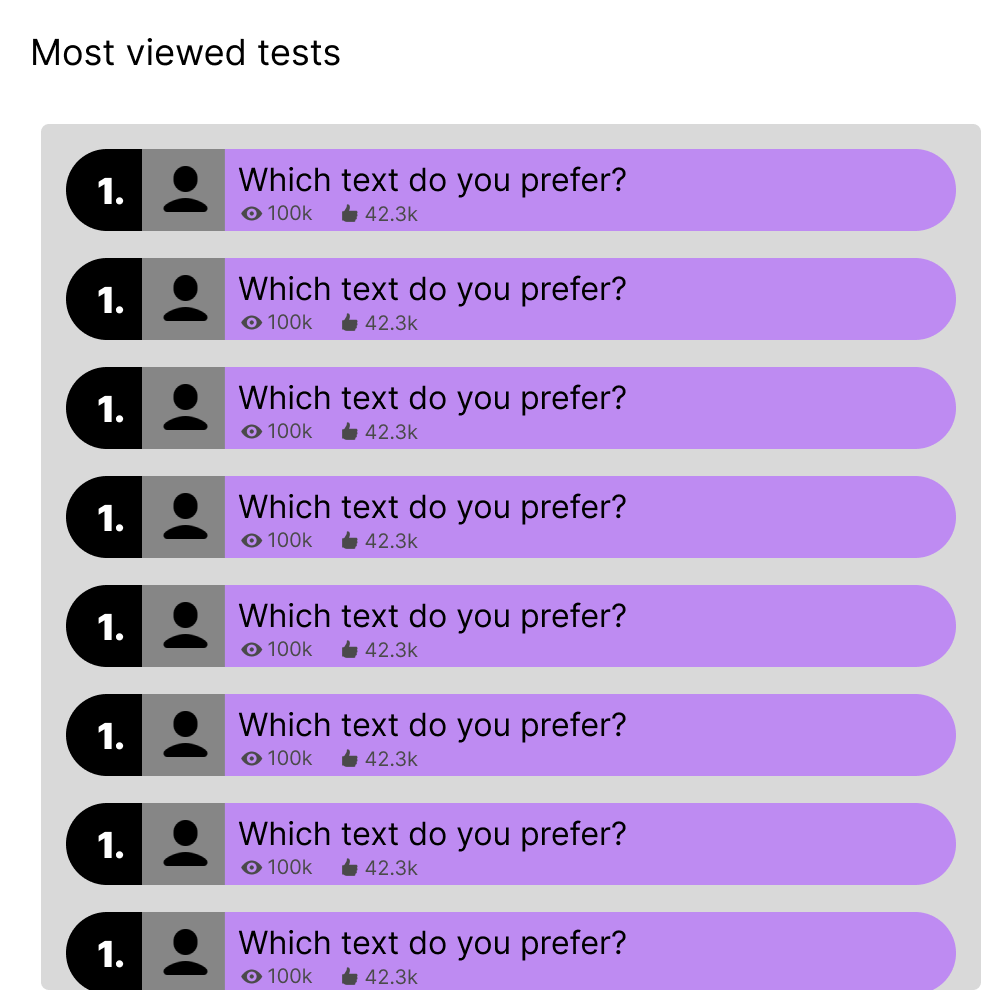 Most viewed tests
1.
Which text do you prefer?
100k 42.3k
1.
Which text do you prefer?
100k 42.3k
1.
Which text do you prefer?
100k 42.3k
1.
Which text do you prefer?
100k 42.3k
1.
Which text do you prefer?
100k 42.3k
1.
Which text do you prefer?
100k 42.3k
1.
Which text do you prefer?
100k 42.3k
1.
Which text do you prefer?
100k 42.3k